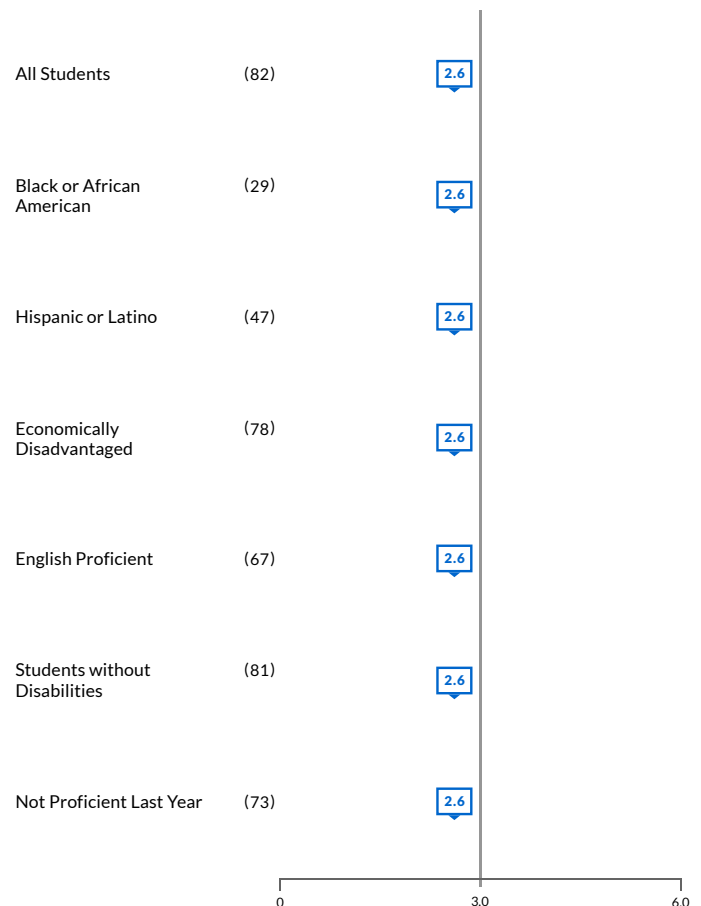 All Students (82) 2.6
Black or African (29) 2.6
American
Hispanic or Latino (47) 2.6
Economically (78) 2.6
Disadvantaged
English Proficient (67) 2.6
Students without (81) 2.6
Disabilities
Not Proficient Last Year (73) 2.6
0 3.0 6.0